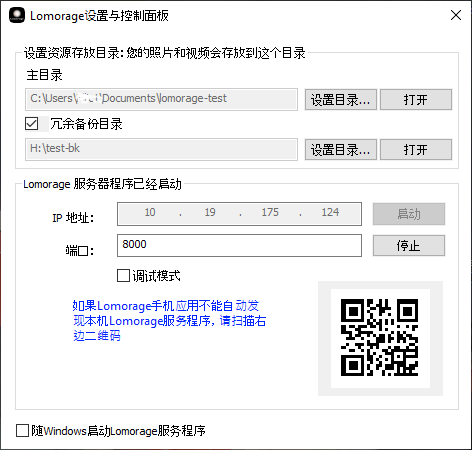 Lomorage设置与控制面板
设置资源存放目录:您的照片和视频会存放到这个目录
主目录
C:\Users\ \Documents\lomorage-test 设置目录... 打开
冗余备份目录
H:\test-bk 设置目录... 打开
Lomorage 服务器程序已经启动
IP 地址: 10 . 19 . 175 . 124 启动
端口: 8000 停止
调试模式
如果Lomorage手机应用不能自动发
现本机Lomorage服务程序, 请扫描右
边二维码
随Windows启动Lomorage服务程序